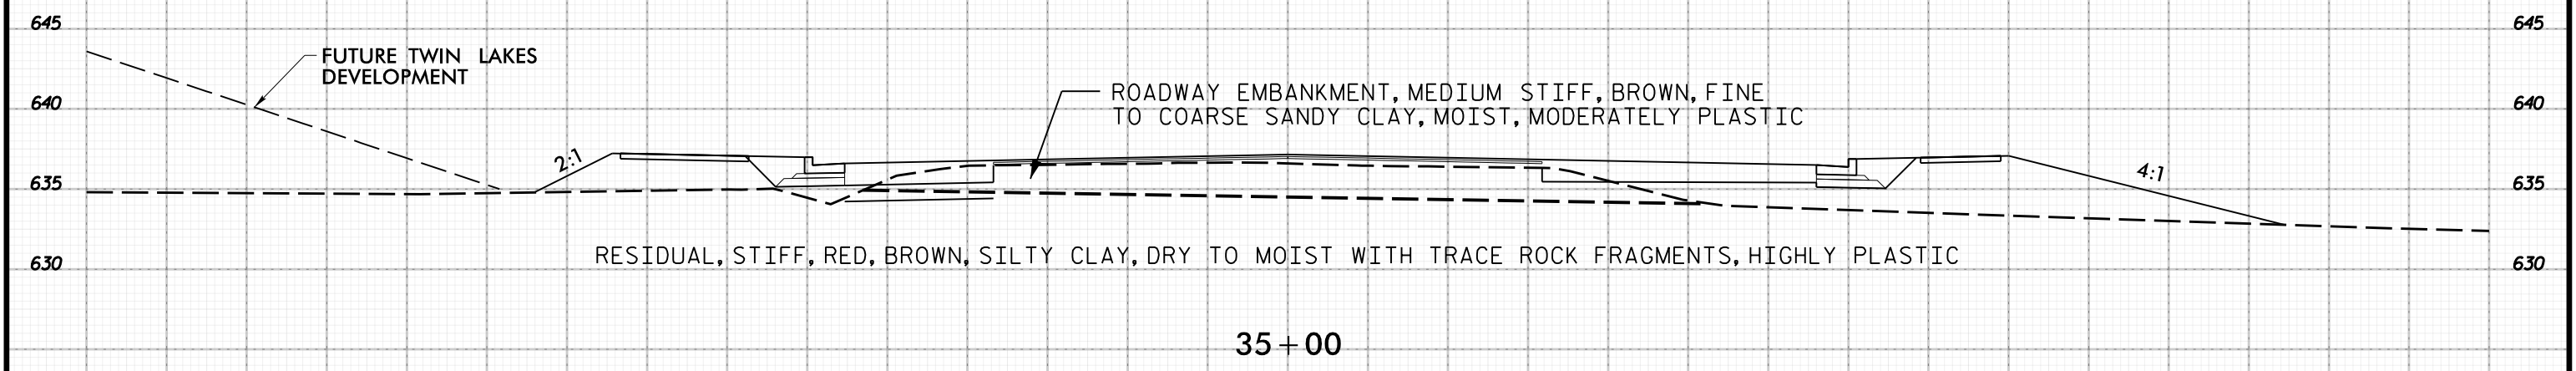 645 645
FUTURE TWIN LAKES
DEVELOPMENT
ROADWAY EMBANKMENT, MEDIUM STIFF, BROWN, FINE
640 640
TO COARSE SANDY CLAY, MOIST, MODERATELY PLASTIC
2:1
4:1
635 635
RESIDUAL, STIFF, RED, BROWN, SILTY CLAY, DRY TO MOIST WITH TRACE ROCK FRAGMENTS, HIGHLY PLASTIC
630 630
35+00